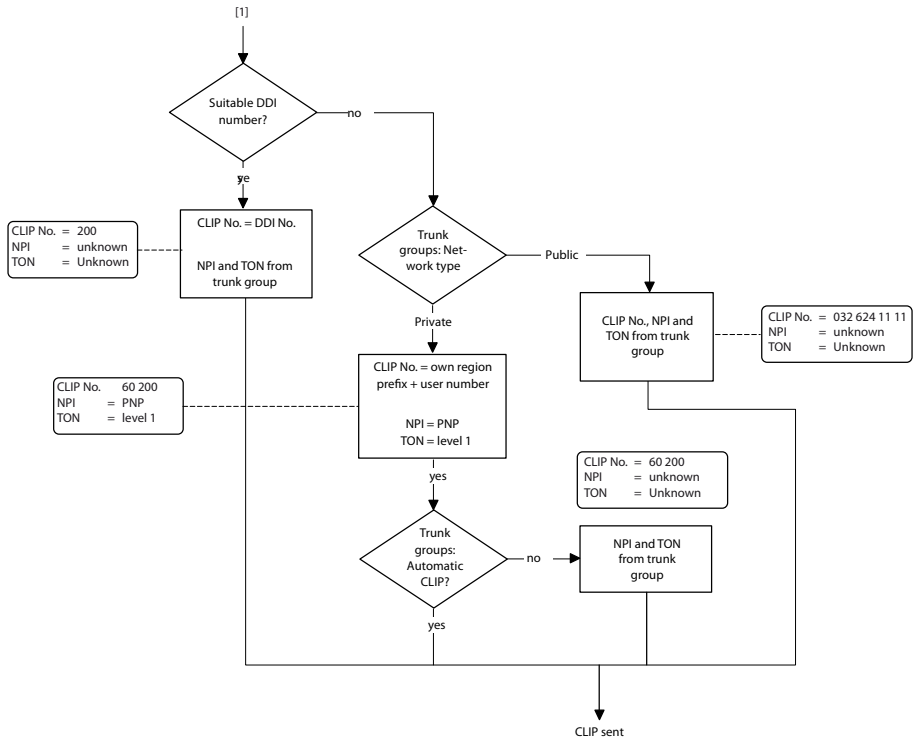 [1]
Suitable DDI
number?
no
ye
CLIP No. = DDI No.
NPI and TON from
trunk group
CLIP No. = 200
NPI = unknown
TON = Unknown
Trunk
groups: Net-
work type
Public
Private
CLIP No., NPI and
TON from trunk
group
CLIP No. = 032 624 11 11
NPI = unknown
TON = Unknown
CLIP No. = own region
prefix + user number
NPI = PNP
TON = level 1
CLIP No. 60 200
NPI = PNP
TON = level 1
yes
CLIP No. = 60 200
NPI = unknown
TON = Unknown
Trunk
groups:
Automatic
CLIP?
no
NPI and TON
from trunk
group
yes
CLIP sent